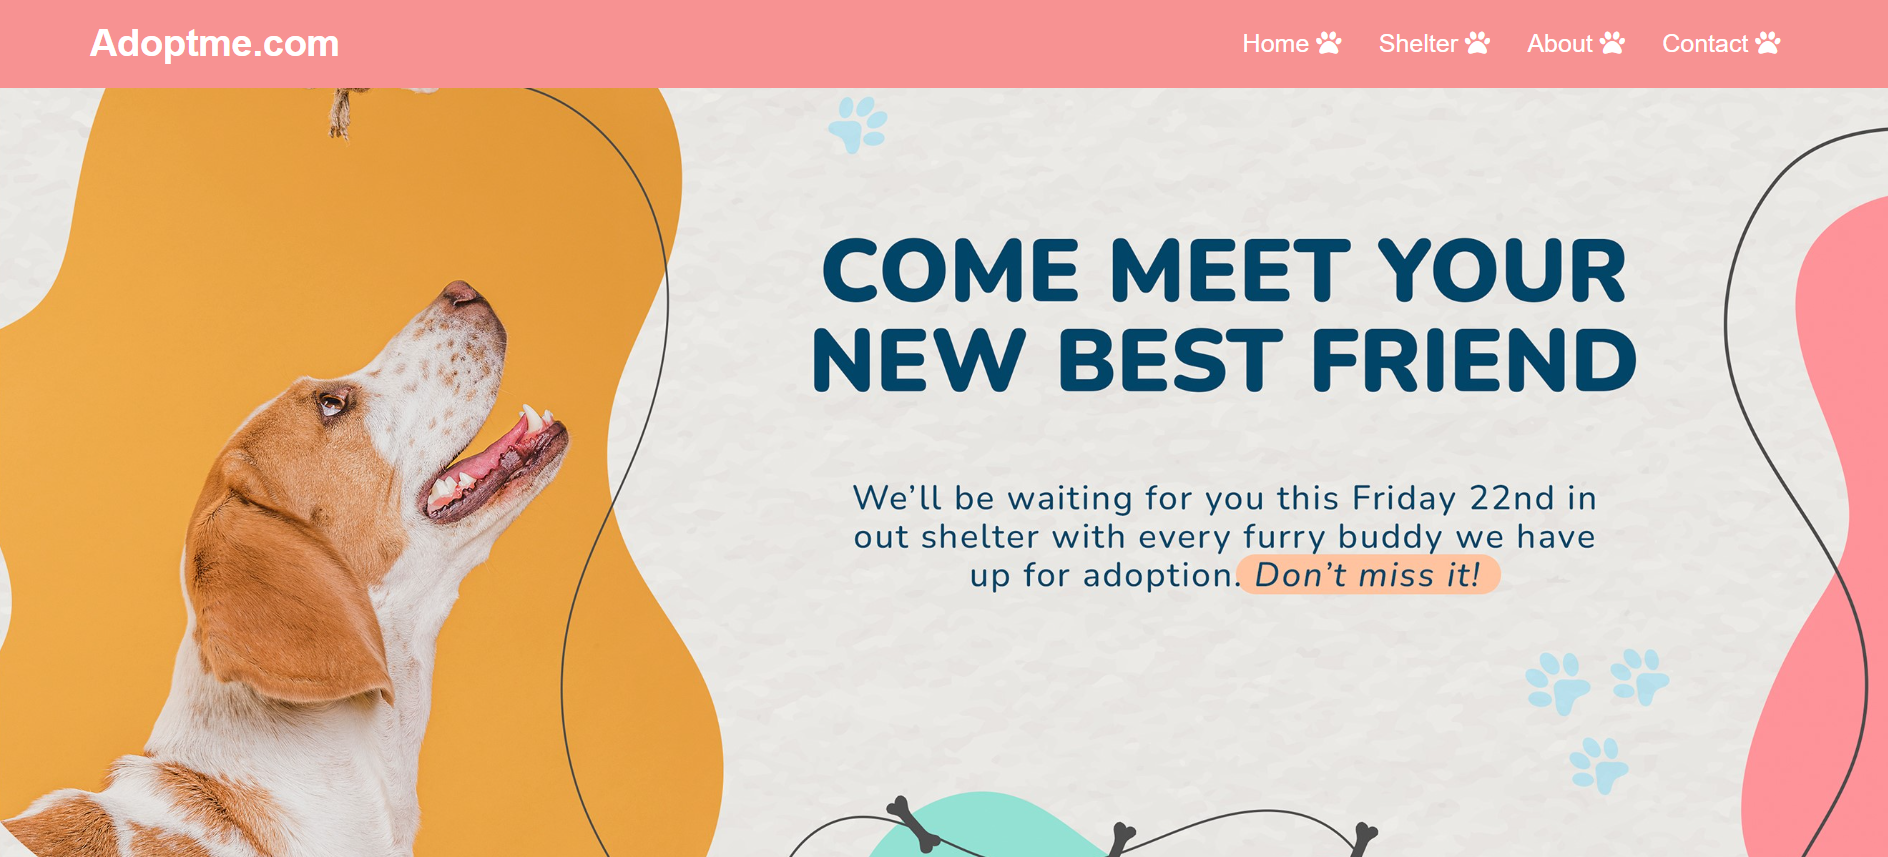 Adoptme.com
Home Shelter About Contact
COME MEET YOUR
NEW BEST FRIEND
We’ll be waiting for you this Friday 22nd in
out shelter with every furry buddy we have
up for adoption. Don’t miss it!